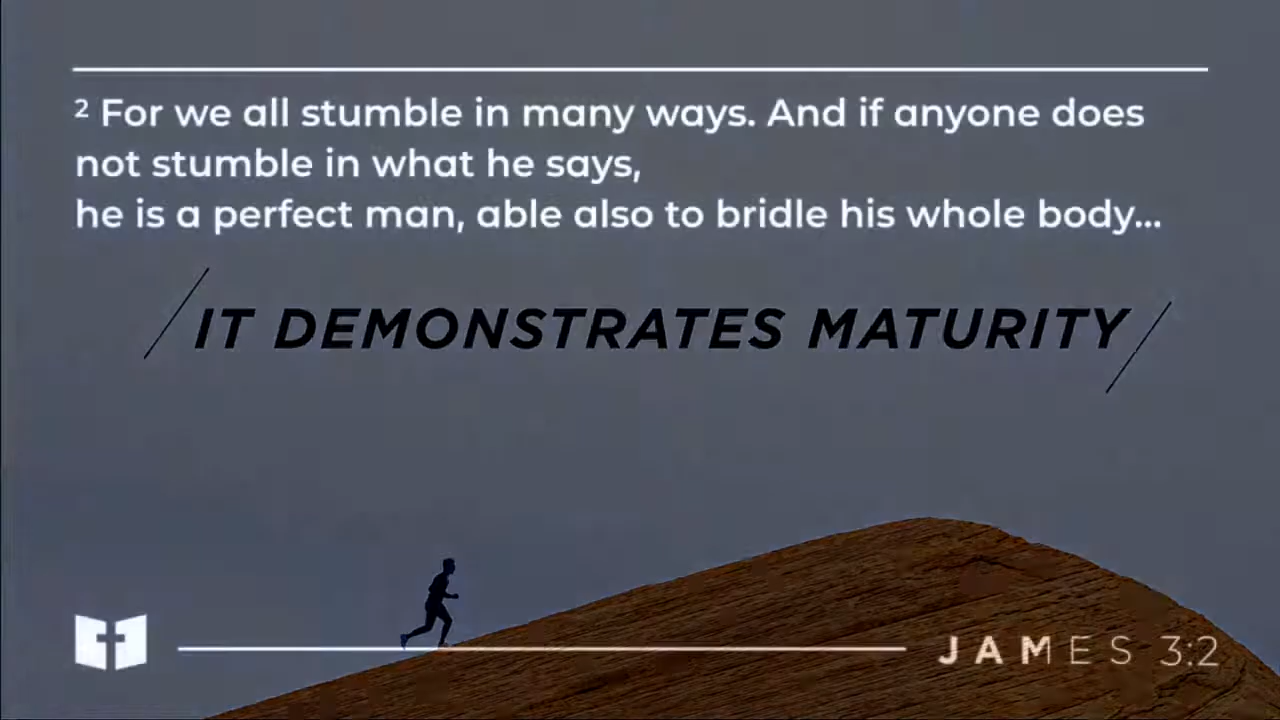 ² For we all stumble in many ways. And if anyone does
not stumble in what he says,
he is a perfect man, able also to bridle his whole body...
IT DEMONSTRATES MATURITY
JAMES 3:2